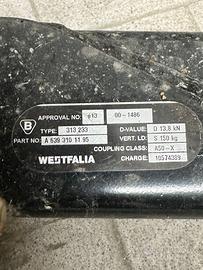 APPROVAL NO: e13 00-1486
B
TYPE: 313 233 D-VALUE: D 13,8 kN
PART NO: A 639 310 11 95 VERT. LD: S 150 kg
COUPLING CLASS: A50-X
WESTFALIA CHARGE: 10574389